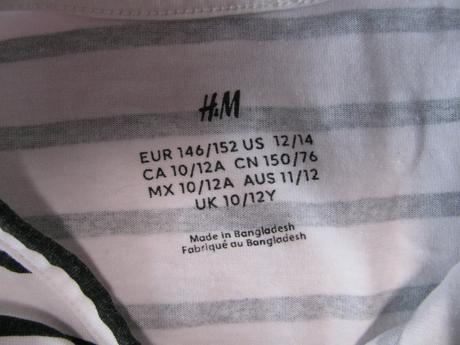 H&M
EUR 146/152 US 12/14
CA 10/12A CN 150/76
MX 10/12A AUS 11/12
UK 10/12Y
Made in Bangladesh
Fabriqué au Bangladesh